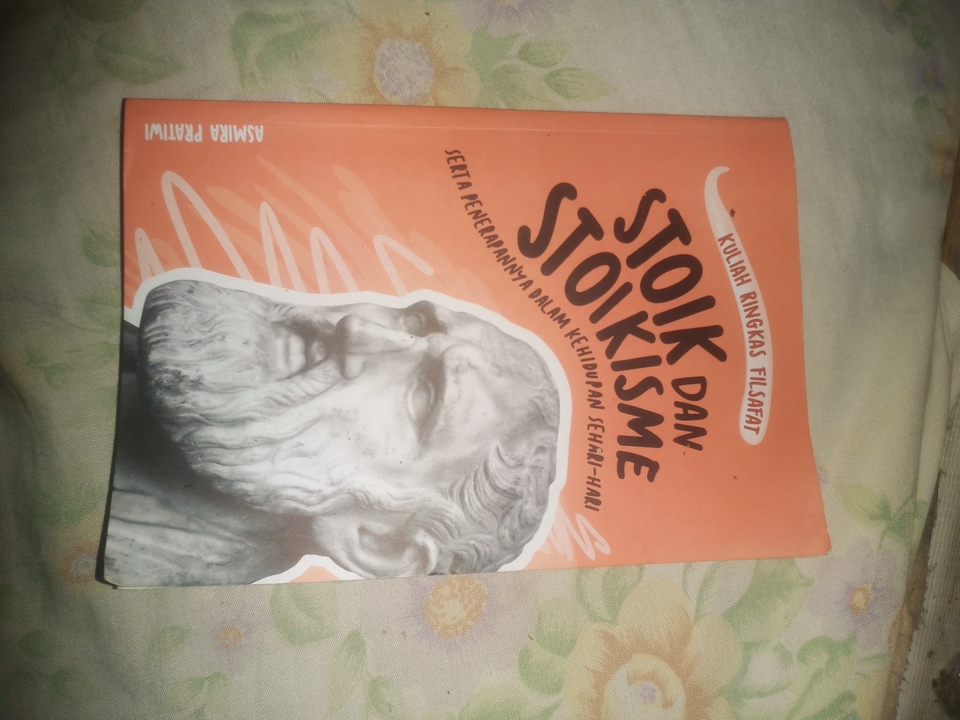 KULIAH RINGKAS FILSAFAT
STOIK DAN
STOIKISME
SERTA PENERAPANNYA DALAM KEHIDUPAN SEHARI-HARI
ASMIRA PRATIWI